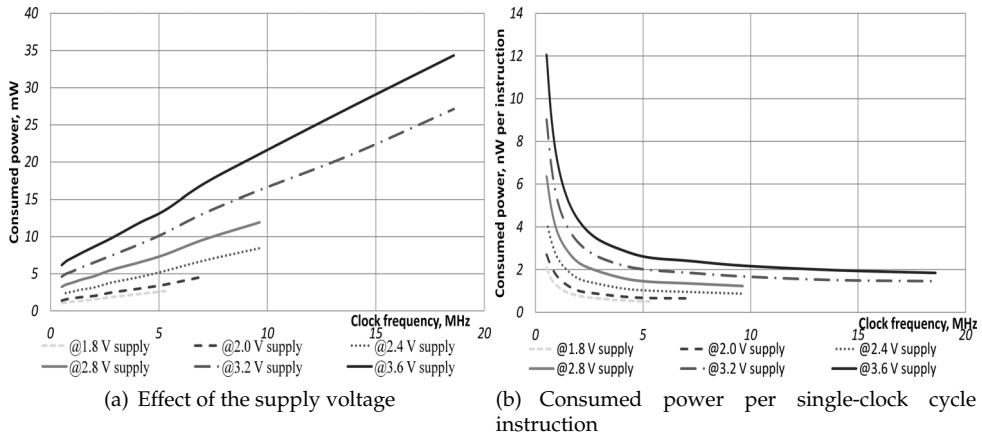 Consumed power, mW
40
35
30
25
20
15
10
5
0
0 5 10 15 20
Clock frequency, MHz
@1.8 V supply @2.0 V supply @2.4 V supply
@2.8 V supply @3.2 V supply @3.6 V supply
(a) Effect of the supply voltage
Consumed power, nW per instruction
14
12
10
8
6
4
2
0
0 5 10 15 20
Clock frequency, MHz
@1.8 V supply @2.0 V supply @2.4 V supply
@2.8 V supply @3.2 V supply @3.6 V supply
(b) Consumed power per single-clock cycle
instruction